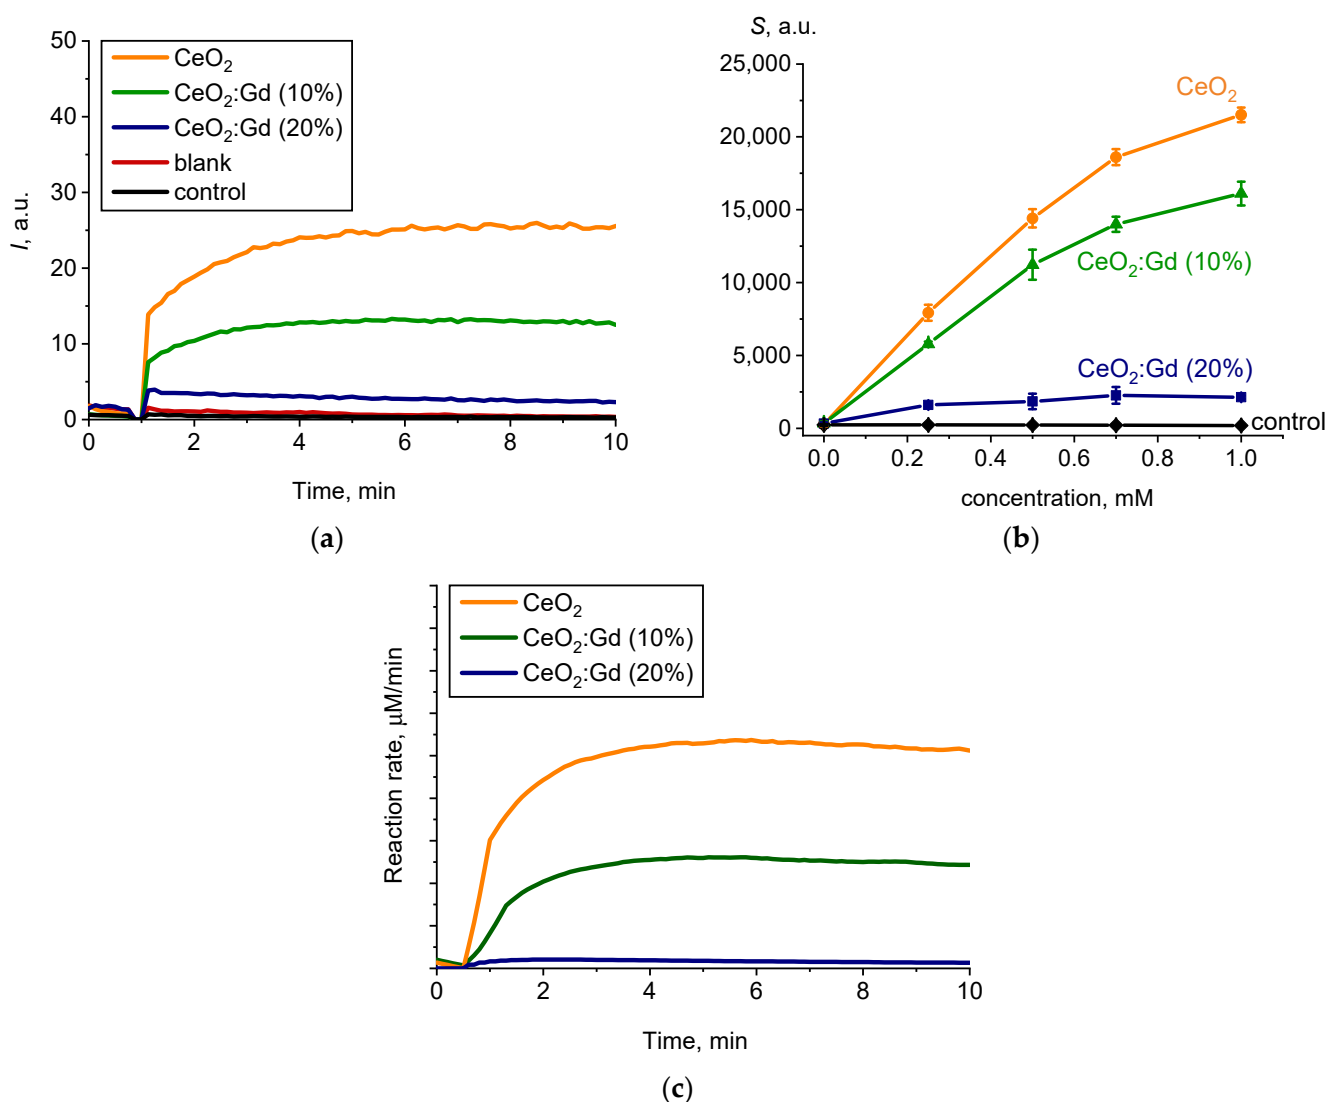 I, a.u.
50
40
30
20
10
0
CeO2
CeO2:Gd (10%)
CeO2:Gd (20%)
blank
control
0 2 4 6 8 10
Time, min
(a)
S, a.u.
25,000
20,000
15,000
10,000
5,000
0
CeO2
CeO2:Gd (10%)
CeO2:Gd (20%)
control
0.0 0.2 0.4 0.6 0.8 1.0
concentration, mM
(b)
Reaction rate, μM/min
CeO2
CeO2:Gd (10%)
CeO2:Gd (20%)
0 2 4 6 8 10
Time, min
(c)